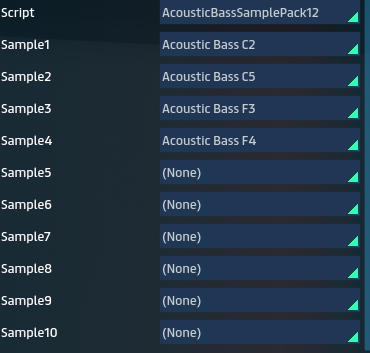 Script AcousticBassSamplePack12
Sample1 Acoustic Bass C2
Sample2 Acoustic Bass C5
Sample3 Acoustic Bass F3
Sample4 Acoustic Bass F4
Sample5 (None)
Sample6 (None)
Sample7 (None)
Sample8 (None)
Sample9 (None)
Sample10 (None)